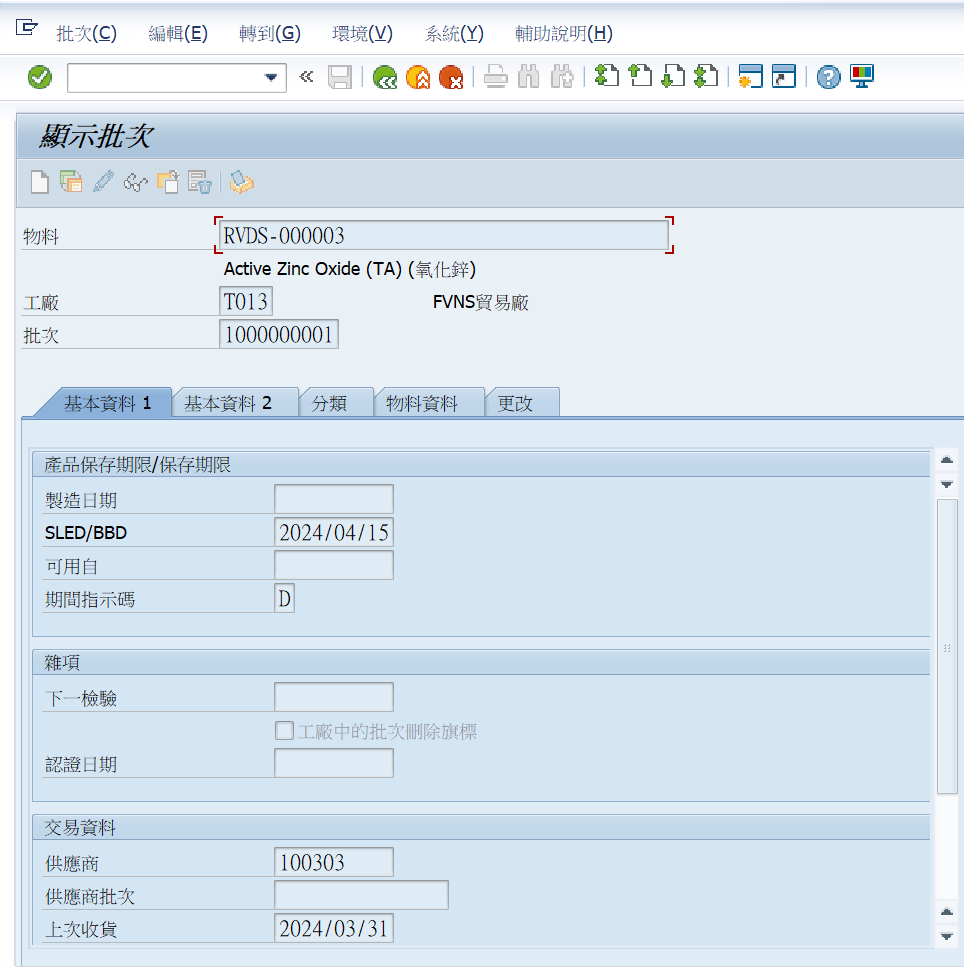 批次(C) 編輯(E) 轉到(G) 環境(V) 系統(Y) 輔助說明(H)
顯示批次
物料 RVDS-000003
Active Zinc Oxide (TA) (氧化鋅)
工廠 T013 FVNS貿易廠
批次 1000000001
基本資料 1 基本資料 2 分類 物料資料 更改
產品保存期限/保存期限
製造日期
SLED/BBD 2024/04/15
可用自
期間指示碼 D
雜項
下一檢驗
工廠中的批次刪除旗標
認證日期
交易資料
供應商 100303
供應商批次
上次收貨 2024/03/31